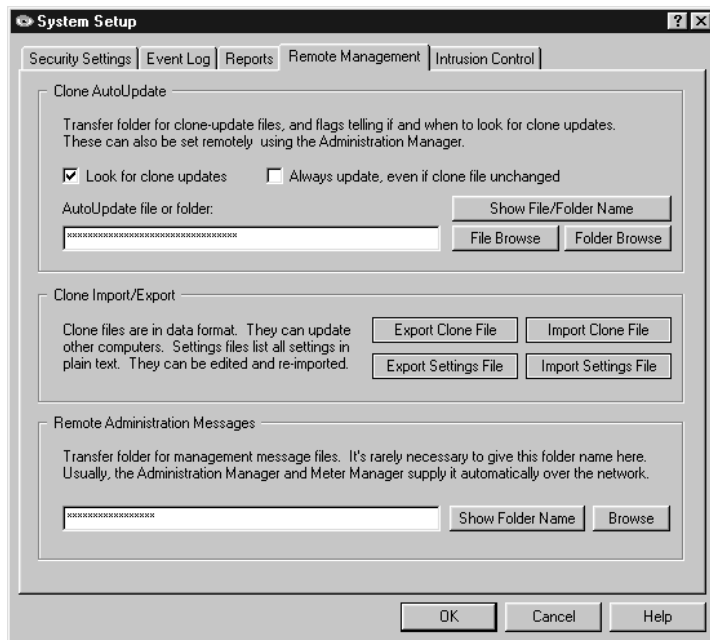 System Setup
Security Settings Event Log Reports Remote Management Intrusion Control
Clone AutoUpdate
Transfer folder for clone-update files, and flags telling if and when to look for clone updates.
These can also be set remotely using the Administration Manager.
Look for clone updates Always update, even if clone file unchanged
AutoUpdate file or folder: Show File/Folder Name
File Browse Folder Browse
Clone Import/Export
Clone files are in data format. They can update
other computers. Settings files list all settings in
plain text. They can be edited and re-imported.
Export Clone File Import Clone File
Export Settings File Import Settings File
Remote Administration Messages
Transfer folder for management message files. It's rarely necessary to give this folder name here.
Usually, the Administration Manager and Meter Manager supply it automatically over the network.
Show Folder Name Browse
OK Cancel Help